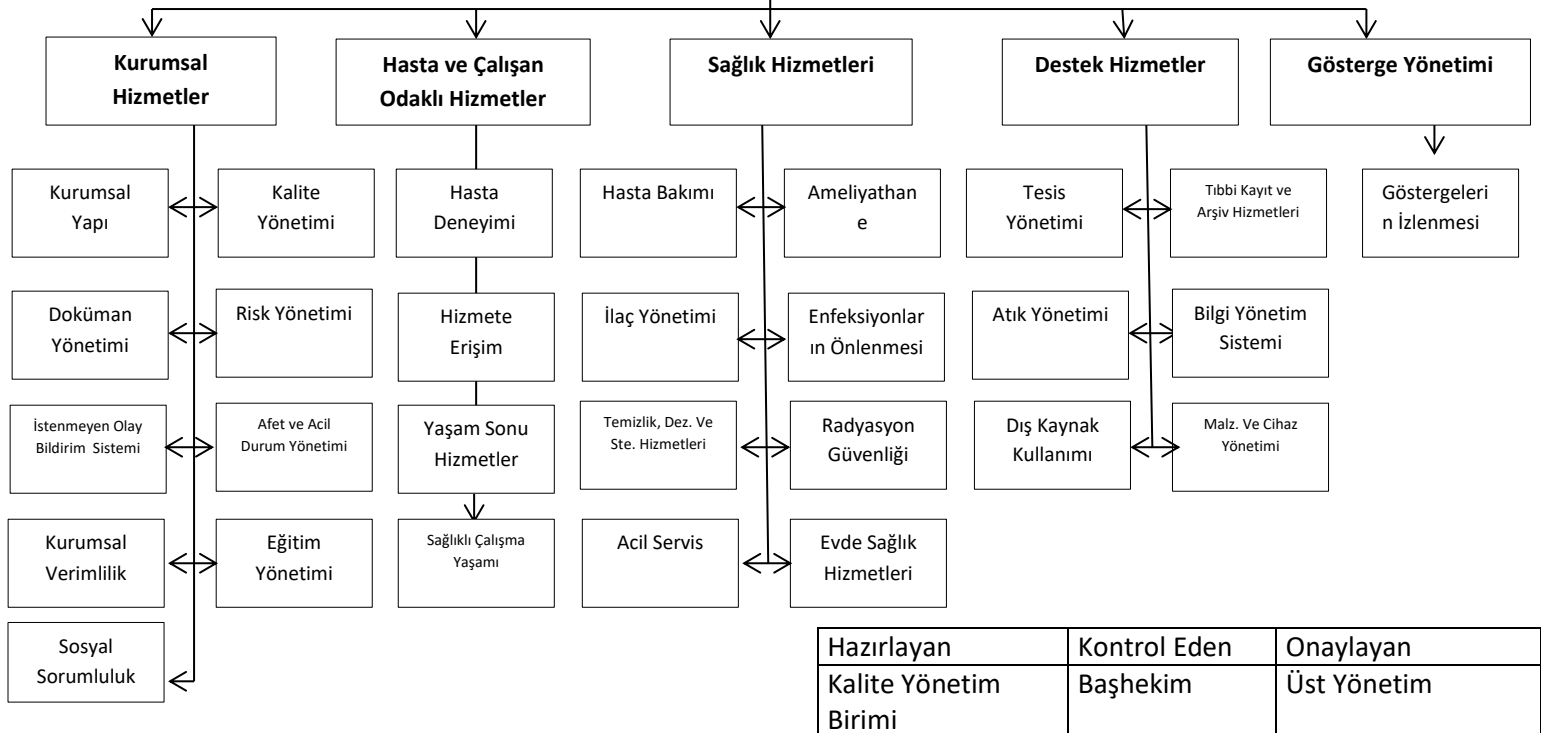 Kurumsal
Hizmetler
Hasta ve Çalışan
Odaklı Hizmetler
Sağlık Hizmetleri
Destek Hizmetler
Gösterge Yönetimi
Kurumsal
Yapı
Kalite
Yönetimi
Hasta
Deneyimi
Hasta Bakımı
Ameliyathan
e
Tesis
Yönetimi
Tıbbi Kayıt ve
Arşiv Hizmetleri
Göstergeleri
n İzlenmesi
Doküman
Yönetimi
Risk Yönetimi
Hizmete
Erişim
İlaç Yönetimi
Enfeksiyonlar
ın Önlenmesi
Atık Yönetimi
Bilgi Yönetim
Sistemi
İstenmeyen Olay
Bildirim Sistemi
Afet ve Acil
Durum Yönetimi
Yaşam Sonu
Hizmetler
Temizlik, Dez. Ve
Ste. Hizmetleri
Radyasyon
Güvenliği
Dış Kaynak
Kullanımı
Malz. Ve Cihaz
Yönetimi
Kurumsal
Verimlilik
Eğitim
Yönetimi
Sağlıklı Çalışma
Yaşamı
Acil Servis
Evde Sağlık
Hizmetleri
Sosyal
Sorumluluk
Hazırlayan
Kontrol Eden
Onaylayan
Kalite Yönetim
Birimi
Başhekim
Üst Yönetim